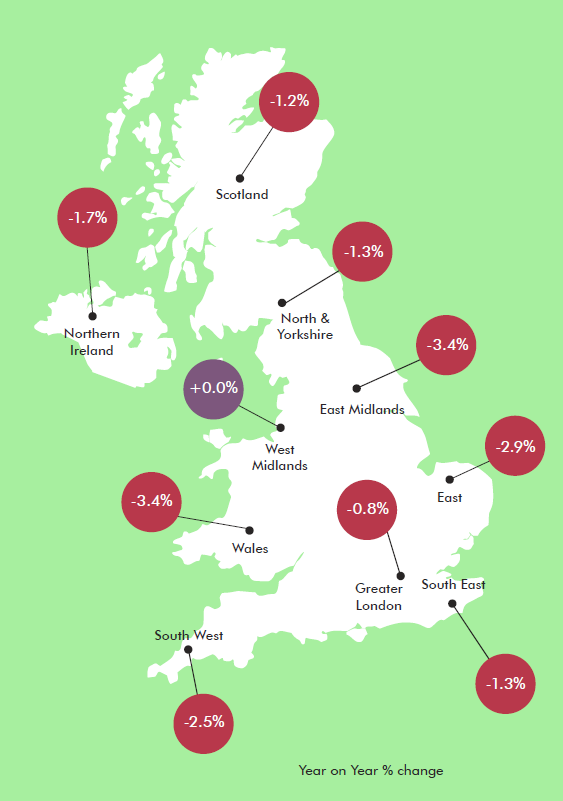 -1.2%
Scotland
-1.7%
Northern
Ireland
-1.3%
North &
Yorkshire
-3.4%
East Midlands
+0.0%
West
Midlands
-2.9%
East
-3.4%
Wales
-0.8%
Greater
London
South East
-1.3%
South West
-2.5%
Year on Year % change